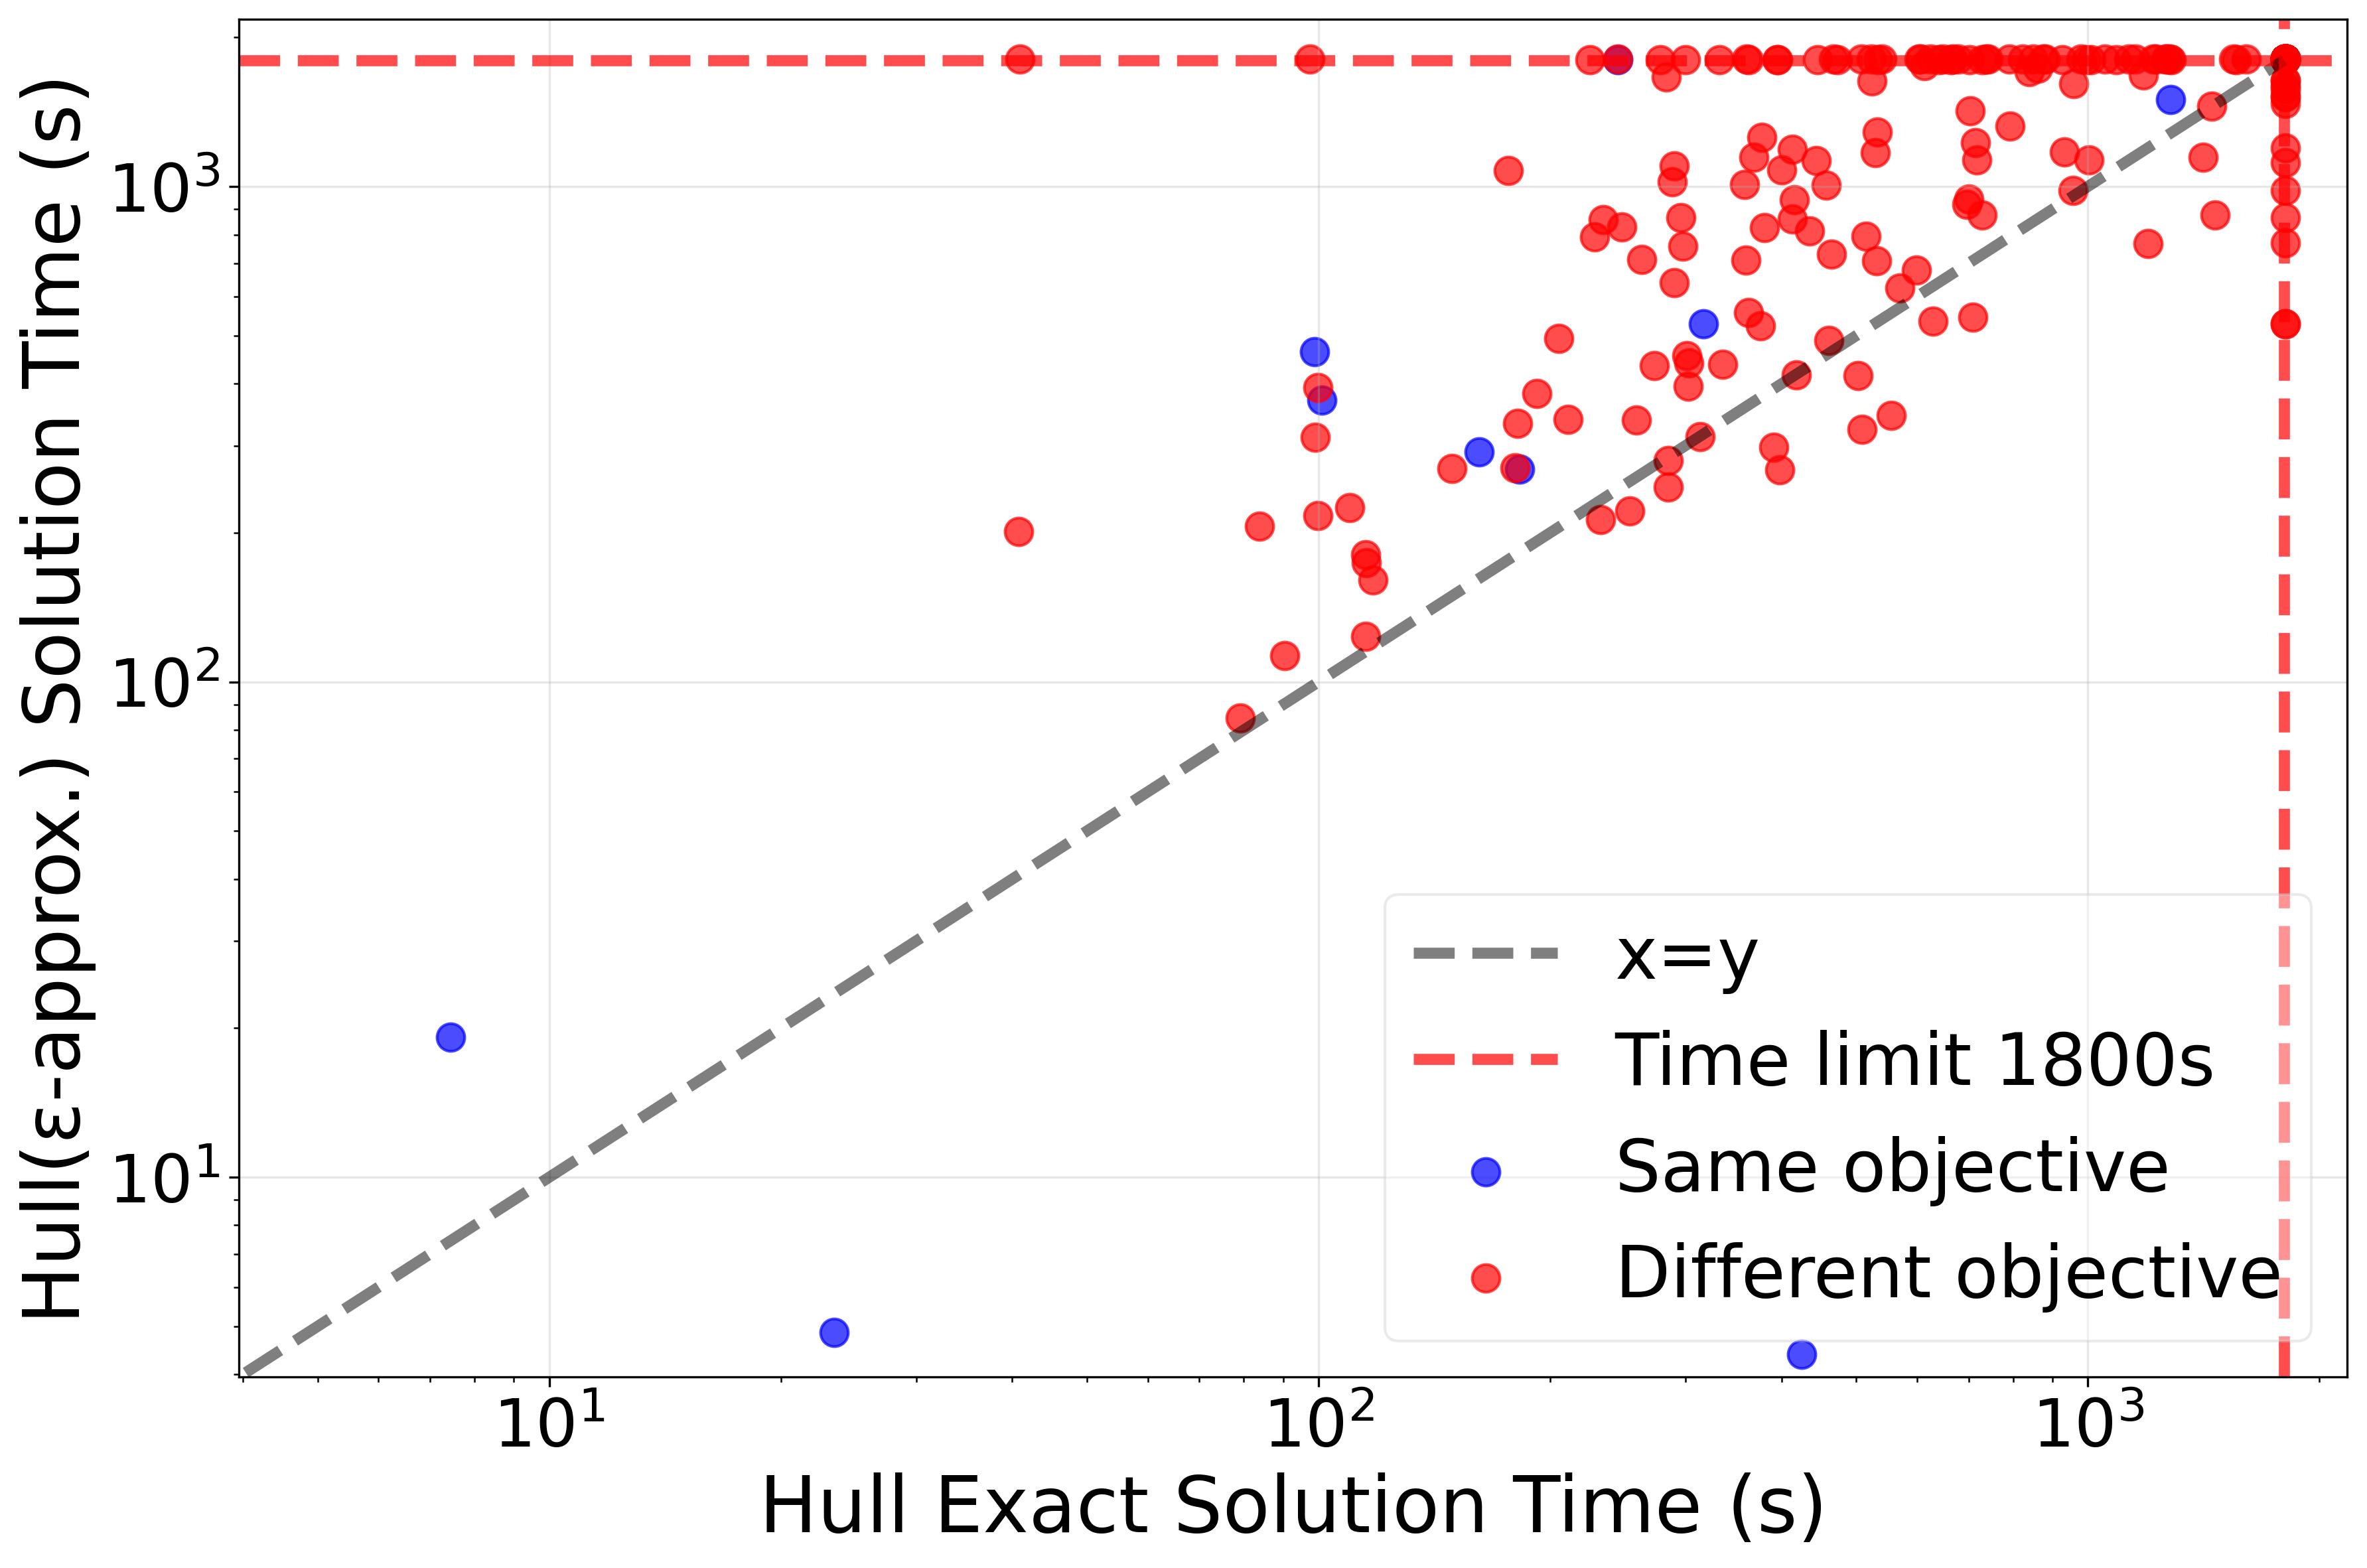 Hull(ε-approx.) Solution Time (s)
10³
10²
10¹
x=y
Time limit 1800s
Same objective
Different objective
10¹ 10² 10³
Hull Exact Solution Time (s)